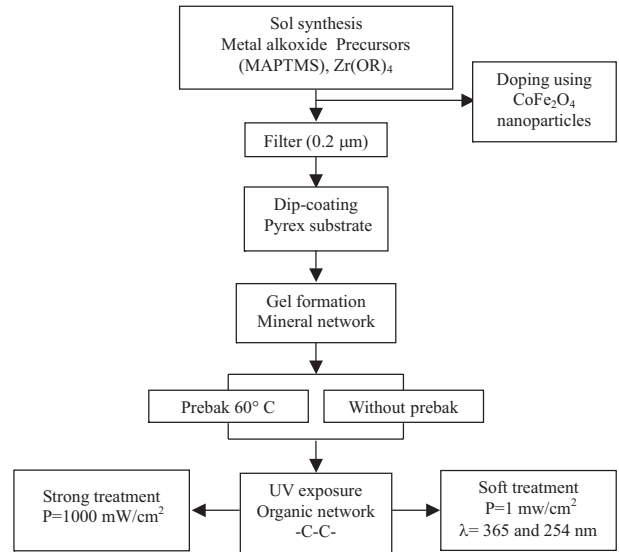 Sol synthesis
Metal alkoxide Precursors
(MAPTMS), Zr(OR)₄
Doping using
CoFe₂O₄
nanoparticles
Filter (0.2 μm)
Dip-coating
Pyrex substrate
Gel formation
Mineral network
Prebak 60° C
Without prebak
Strong treatment
P=1000 mW/cm²
UV exposure
Organic network
-C-C-
Soft treatment
P=1 mw/cm²
λ= 365 and 254 nm